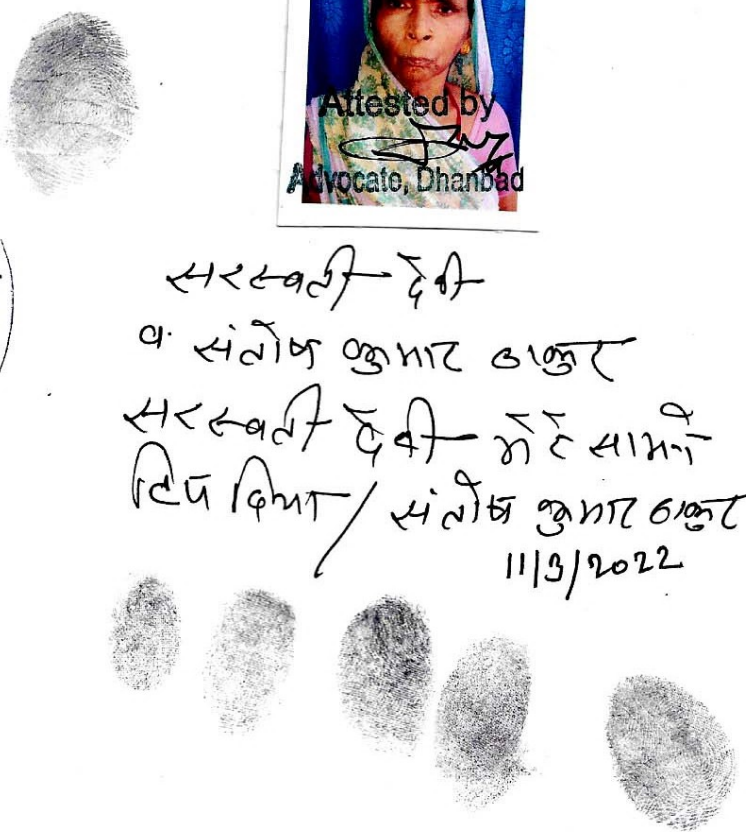 Attested by
Advocate, Dhanbad
सरस्वती देवी
व. संतोष कुमार ठाकुर
सरस्वती देवी मेरे सामने
टिप दिया / संतोष कुमार ठाकुर
11/3/2022